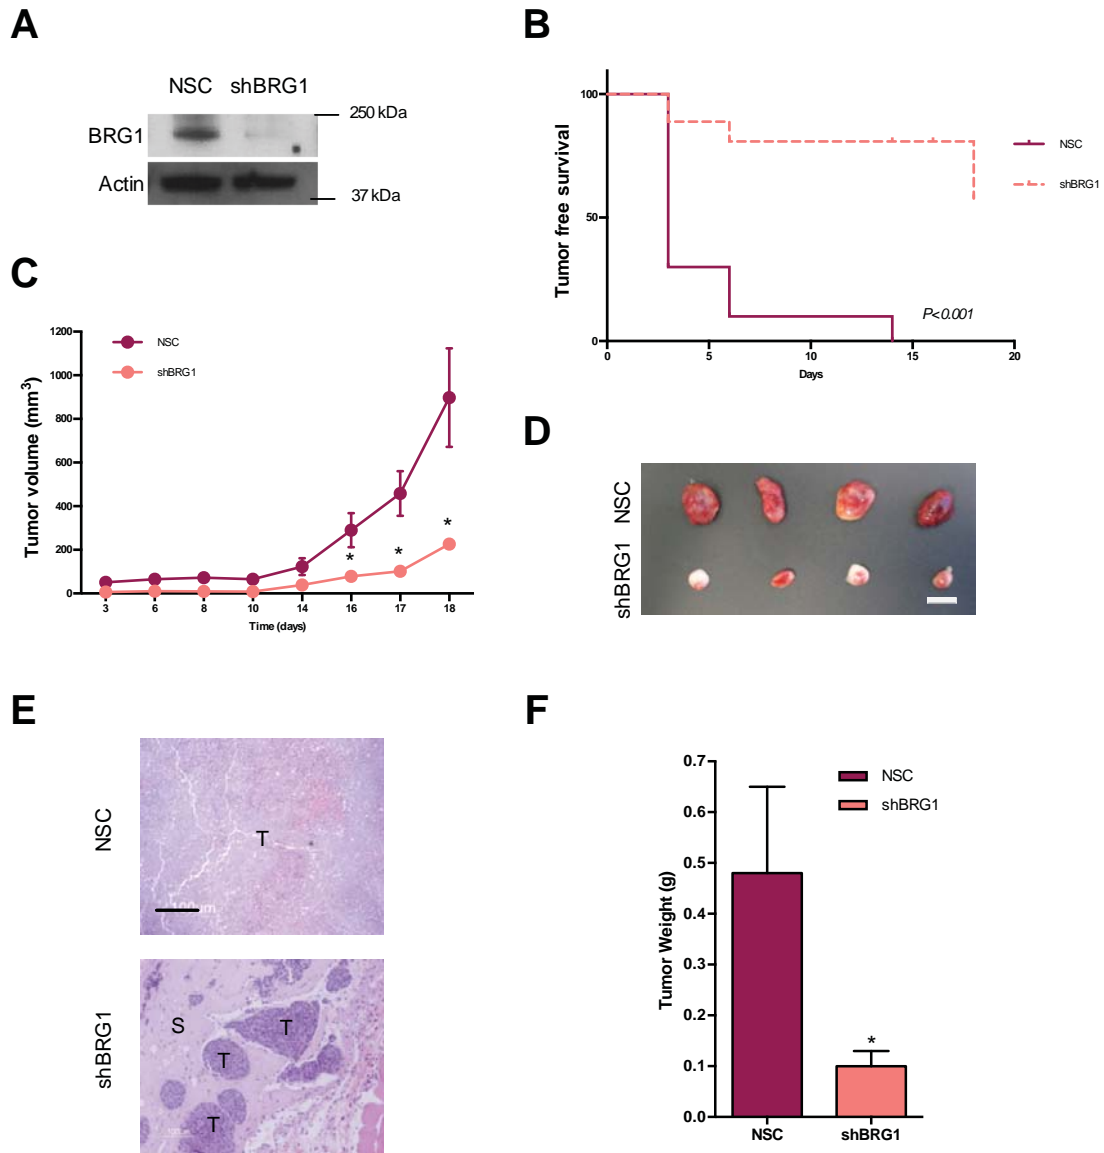 A
NSC shBRG1
250 kDa
BRG1
Actin
37 kDa
B
Tumor free survival
100
50
0
0 5 10 15 20
Days
P<0.001
NSC
shBRG1
C
Tumor volume (mm³)
1200
1000
800
600
400
200
0
3 6 8 10 14 16 17 18
Time (days)
NSC
shBRG1
*
*
*
D
NSC
shBRG1
E
NSC
T
100µm
shBRG1
S
T
T
T
F
Tumor Weight (g)
0.7
0.6
0.5
0.4
0.3
0.2
0.1
0.0
NSC
shBRG1
*
NSC shBRG1